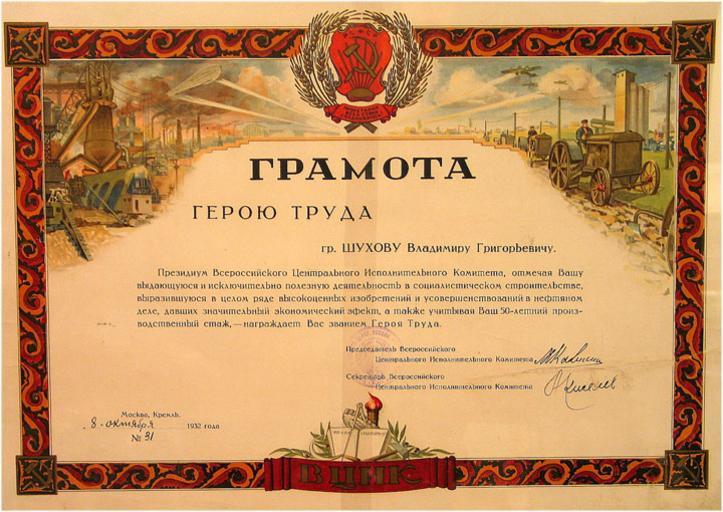 ГРАМОТА
ГЕРОЮ ТРУДА
гр. ШУХОВУ Владимиру Григорьевичу.
Президиум Всероссийского Центрального Исполнительного Комитета, отмечая Вашу
выдающуюся и исключительно полезную деятельность в социалистическом строительстве,
выразившуюся в целом ряде высокоценных изобретений и усовершенствований в нефтяном
деле, давших значительный экономический эфект, а также учитывая Ваш 50-летний произ-
водственный стаж, — награждает Вас званием Героя Труда.
Председатель Всероссийского
Центрального Исполнительного Комитета
Секретарь Всероссийского
Центрального Исполнительного Комитета
Москва, Кремль.
8 октября 1932 года
№ 31
ВЦИК